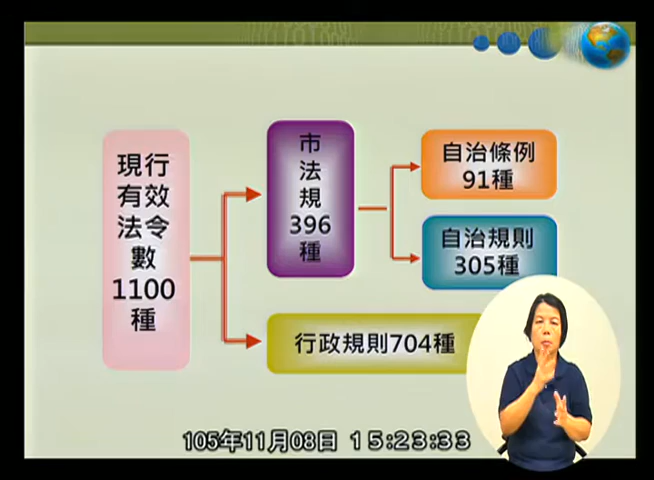 現行
有效
法令
數
1100
種
市
法
規
396
種
自治條例
91種
自治規則
305種
行政規則704種
105年11月08日 15:23:33